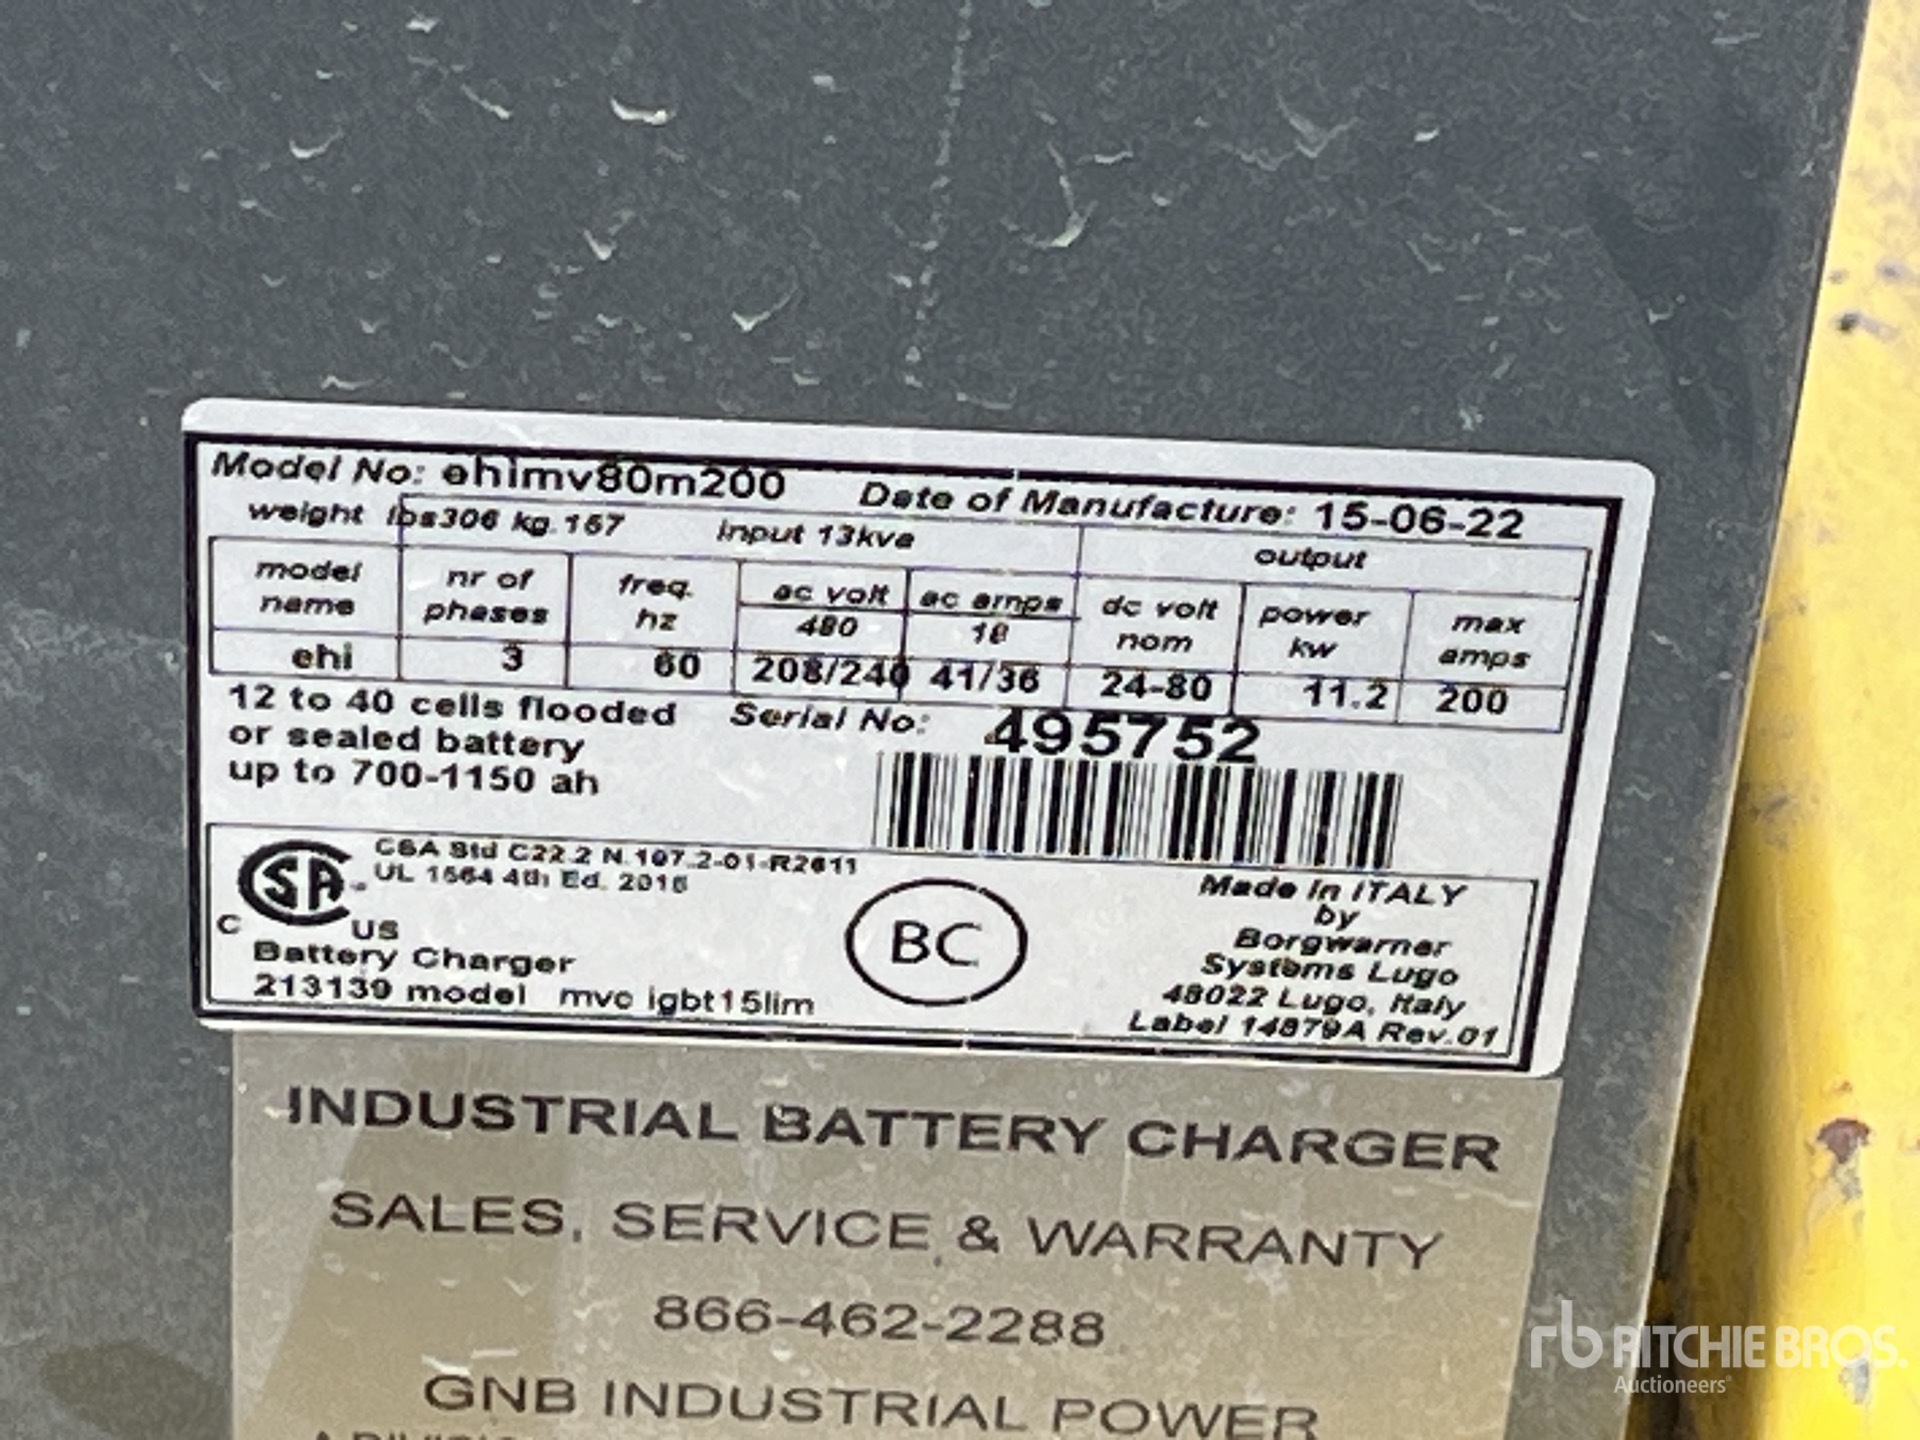 Model No: ehimv80m200 Date of Manufacture: 15-06-22
weight lbs306 kg.157 input 13kva output
model name nr of phases freq. hz ac volt ac amps dc volt nom power kw max amps
480 18
ehi 3 60 208/240 41/36 24-80 11.2 200
12 to 40 cells flooded
or sealed battery
up to 700-1150 ah
Serial No: 495752
CSA Std C22.2 N.107.2-01-R2611
UL 1564 4th Ed.
C US
Battery Charger
213139 model mvc igbt15lim
BC
Made in ITALY
by
Borgwarner
Systems Lugo
48022 Lugo, Italy
Label 14879A Rev.01
INDUSTRIAL BATTERY CHARGER
SALES, SERVICE & WARRANTY
866-462-2288
GNB INDUSTRIAL POWER
rb RITCHIE BROS.
Auctioneers